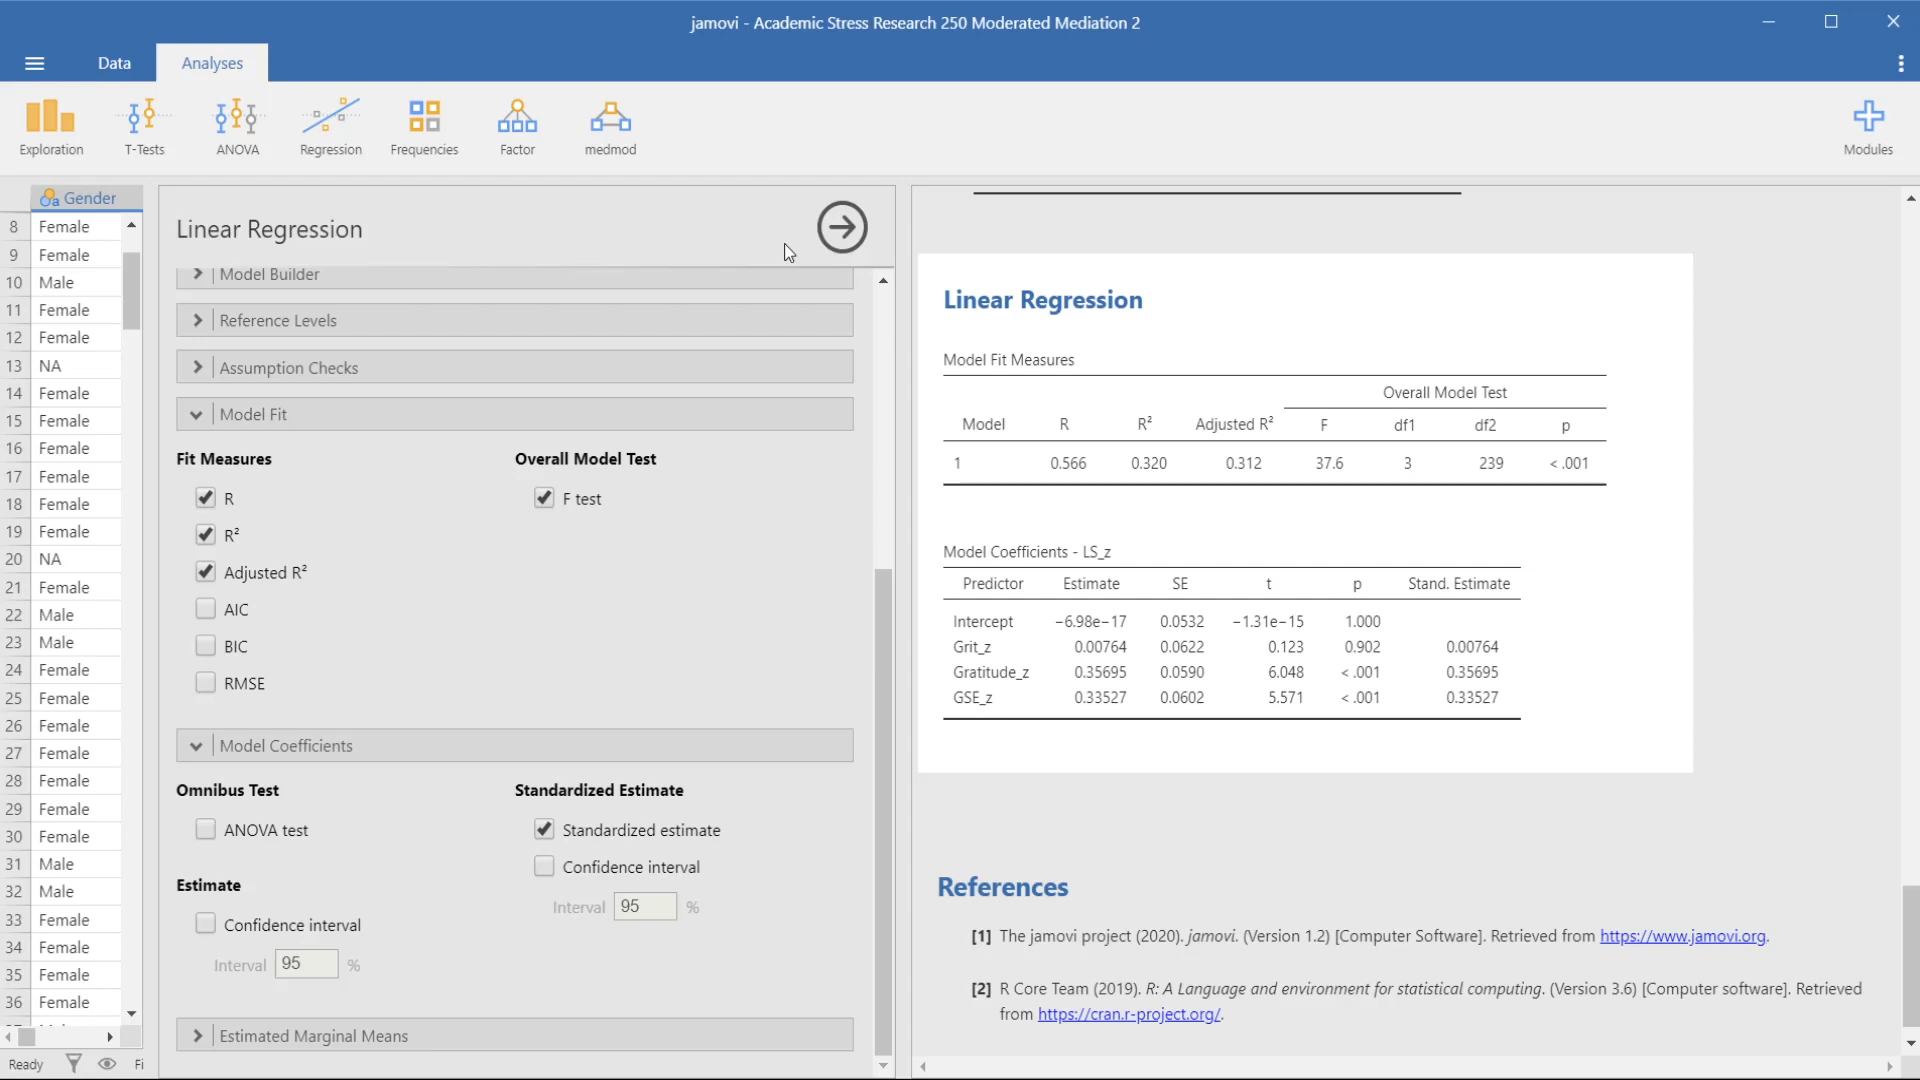 jamovi - Academic Stress Research 250 Moderated Mediation 2
Data
Analyses
Exploration
T-Tests
ANOVA
Regression
Frequencies
Factor
medmod
Modules
Gender
8 Female
9 Female
10 Male
11 Female
12 Female
13 NA
14 Female
15 Female
16 Female
17 Female
18 Female
19 Female
20 NA
21 Female
22 Male
23 Male
24 Female
25 Female
26 Female
27 Female
28 Female
29 Female
30 Female
31 Male
32 Male
33 Female
34 Female
35 Female
36 Female
Ready
Fi
Linear Regression
Model Builder
Reference Levels
Assumption Checks
Model Fit
Fit Measures
Overall Model Test
R
F test
R²
Adjusted R²
AIC
BIC
RMSE
Model Coefficients
Omnibus Test
Standardized Estimate
ANOVA test
Standardized estimate
Confidence interval
Interval 95 %
Estimate
Confidence interval
Interval 95 %
Estimated Marginal Means
Linear Regression
Model Fit Measures
Overall Model Test
Model R R² Adjusted R² F df1 df2 p
1 0.566 0.320 0.312 37.6 3 239 < .001
Model Coefficients - LS_z
Predictor Estimate SE t p Stand. Estimate
Intercept −6.98e−17 0.0532 −1.31e−15 1.000
Grit_z 0.00764 0.0622 0.123 0.902 0.00764
Gratitude_z 0.35695 0.0590 6.048 < .001 0.35695
GSE_z 0.33527 0.0602 5.571 < .001 0.33527
References
[1] The jamovi project (2020). jamovi. (Version 1.2) [Computer Software]. Retrieved from https://www.jamovi.org.
[2] R Core Team (2019). R: A Language and environment for statistical computing. (Version 3.6) [Computer software]. Retrieved
from https://cran.r-project.org/.